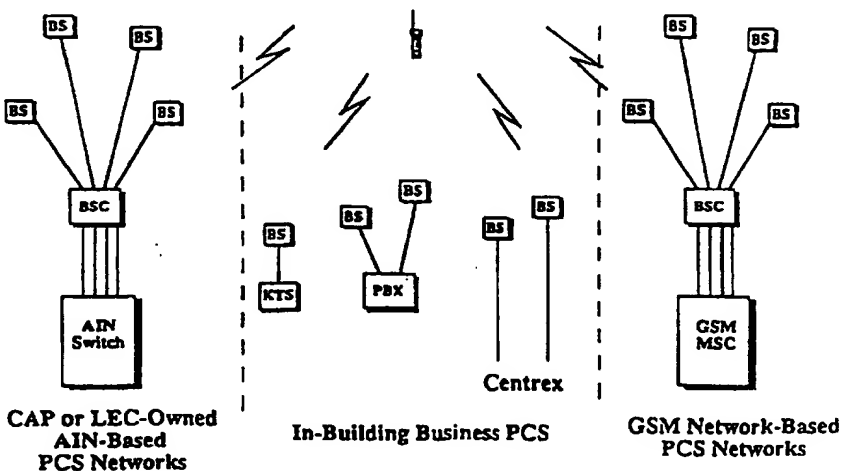 BS
BS
BS
BS
BSC
AIN
Switch
CAP or LEC-Owned
AIN-Based
PCS Networks
BS
KTS
BS
BS
PBX
BS
BS
Centrex
In-Building Business PCS
BS
BS
BS
BS
BSC
GSM
MSC
GSM Network-Based
PCS Networks